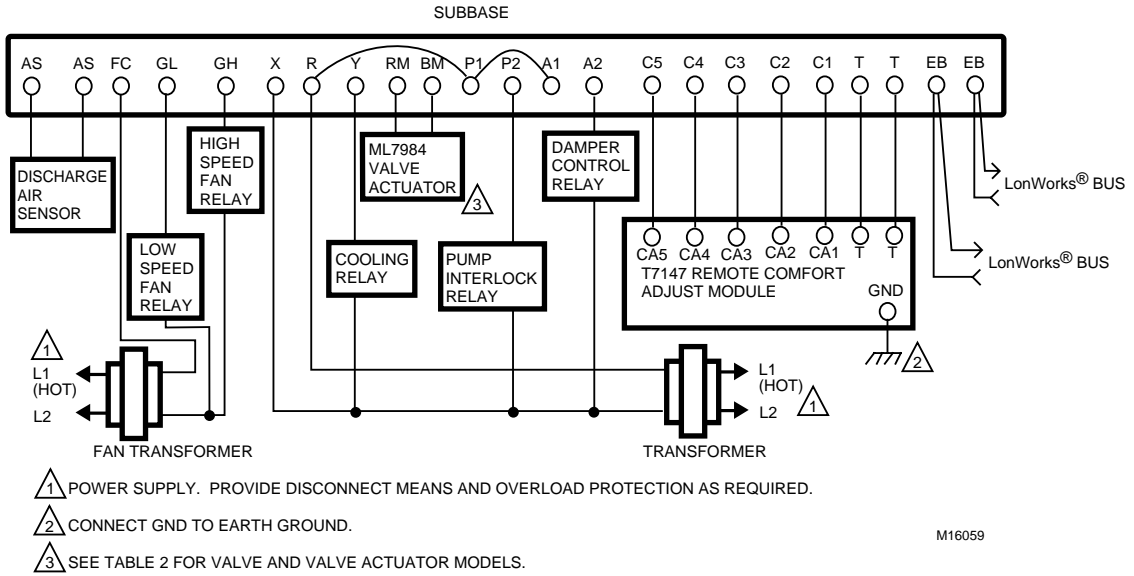 SUBBASE
AS AS FC GL GH X R Y RM BM P1 P2 A1 A2 C5 C4 C3 C2 C1 T T EB EB
DISCHARGE
AIR
SENSOR
LOW
SPEED
FAN
RELAY
HIGH
SPEED
FAN
RELAY
COOLING
RELAY
ML7984
VALVE
ACTUATOR
3
PUMP
INTERLOCK
RELAY
DAMPER
CONTROL
RELAY
CA5 CA4 CA3 CA2 CA1 T T
T7147 REMOTE COMFORT
ADJUST MODULE
GND
2
LonWorks® BUS
LonWorks® BUS
1
L1
(HOT)
L2
FAN TRANSFORMER
L1
(HOT)
L2
1
TRANSFORMER
1 POWER SUPPLY. PROVIDE DISCONNECT MEANS AND OVERLOAD PROTECTION AS REQUIRED.
2 CONNECT GND TO EARTH GROUND.
3 SEE TABLE 2 FOR VALVE AND VALVE ACTUATOR MODELS.
M16059